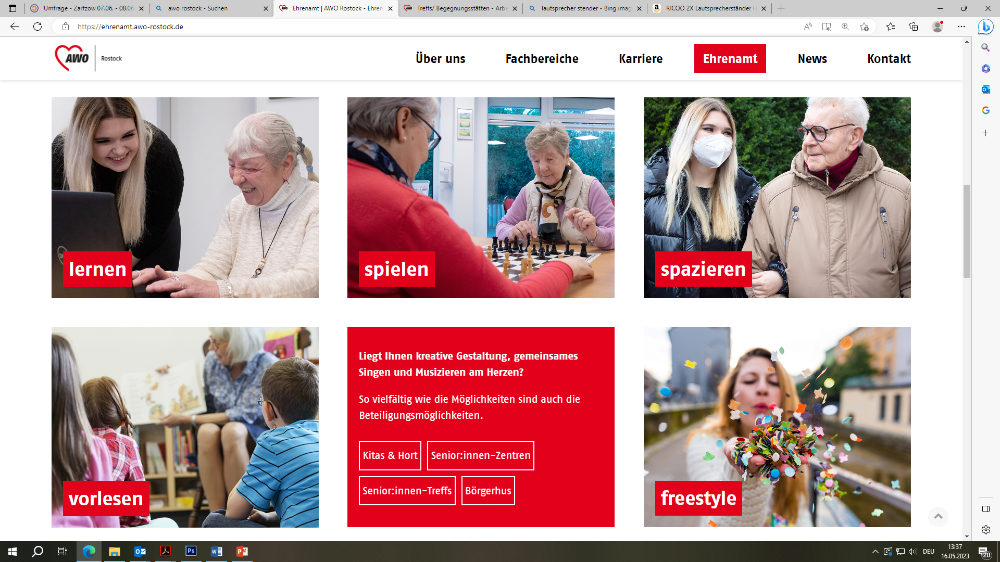 Umfrage - Zarfzow 07.06. - 08.06
awo rostock - Suchen
Ehrenamt | AWO Rostock - Ehren
Treffs/ Begegnungsstätten - Arbe
lautsprecher stender - Bing imag
RICOO 2X Lautsprecherständer H
https://ehrenamt.awo-rostock.de
AWO Rostock
Über uns
Fachbereiche
Karriere
Ehrenamt
News
Kontakt
lernen
spielen
spazieren
vorlesen
Liegt Ihnen kreative Gestaltung, gemeinsames
Singen und Musizieren am Herzen?
So vielfältig wie die Möglichkeiten sind auch die
Beteiligungsmöglichkeiten.
Kitas & Hort
Senior:innen-Zentren
Senior:innen-Treffs
Börgerhus
freestyle
DEU
13:37
16.05.2023
20